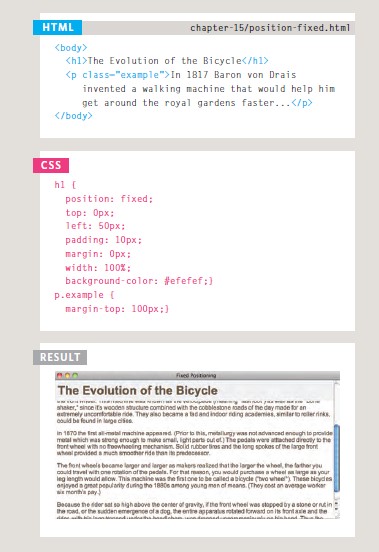 HTML
chapter-15/position-fixed.html
<body>
<h1>The Evolution of the Bicycle</h1>
<p class="example">In 1817 Baron von Drais
invented a walking machine that would help him
get around the royal gardens faster...</p>
</body>
CSS
h1 {
position: fixed;
top: 0px;
left: 50px;
padding: 10px;
margin: 0px;
width: 100%;
background-color: #efefef;}
p.example {
margin-top: 100px;}
RESULT
Fixed Positioning
The Evolution of the Bicycle
shaker," since its wooden structure combined with the cobblestone roads of the day made for an
extremely uncomfortable ride. They also became a fad and indoor riding academies, similar to roller rinks,
could be found in large cities.
In 1870 the first all-metal machine appeared. (Prior to this, metallurgy was not advanced enough to provide
metal which was strong enough to make small, light parts out of.) The pedals were attached directly to the
front wheel with no freewheeling mechanism. Solid rubber tires and the long spokes of the large front
wheel provided a much smoother ride than its predecessor.
The front wheels became larger and larger as makers realized that the larger the wheel, the farther you
could travel with one rotation of the pedals. For that reason, you would purchase a wheel as large as your
leg length would allow. This machine was the first one to be called a bicycle ("two wheel"). These bicycles
enjoyed a great popularity during the 1880s among young men of means. (They cost an average worker
six month's pay.)
Because the rider sat so high above the center of gravity, if the front wheel was stopped by a stone or rut in
the road, or the sudden emergence of a dog, the entire apparatus rotated forward on its front axle and the